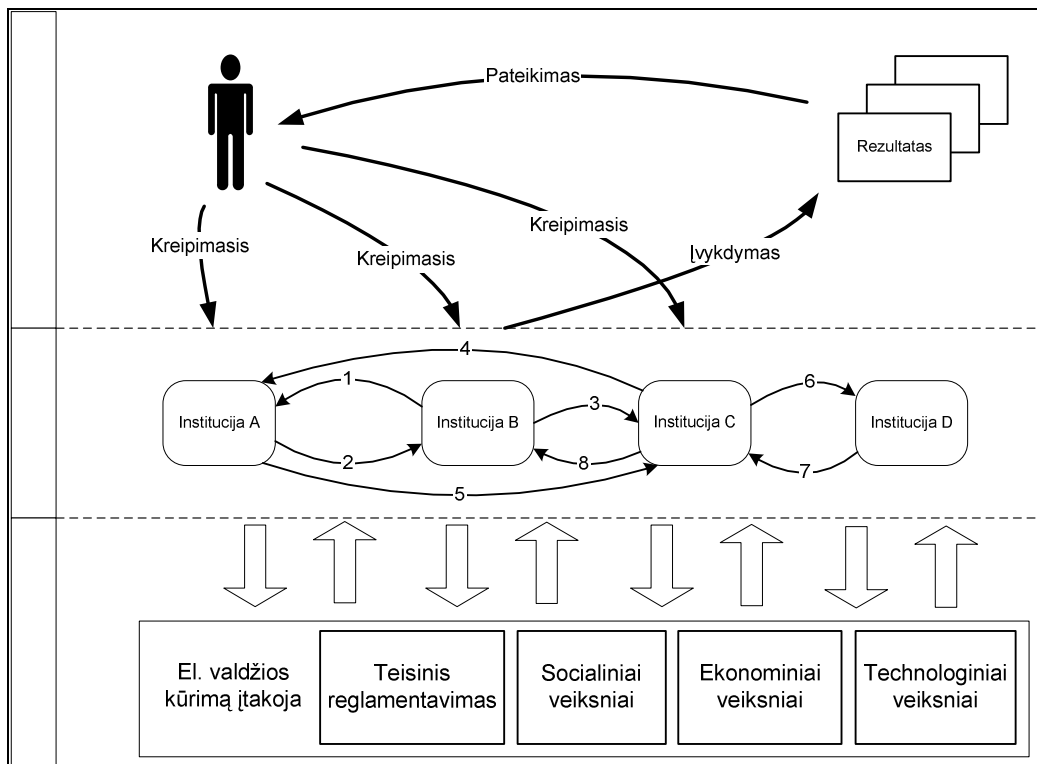 Pateikimas
Rezultatas
Kreipimasis
Kreipimasis
Kreipimasis
Įvykdymas
4
1
6
3
Institucija A
Institucija B
Institucija C
Institucija D
2
8
7
5
El. valdžios
kūrimą įtakoja
Teisinis
reglamentavimas
Socialiniai
veiksniai
Ekonominiai
veiksniai
Technologiniai
veiksniai